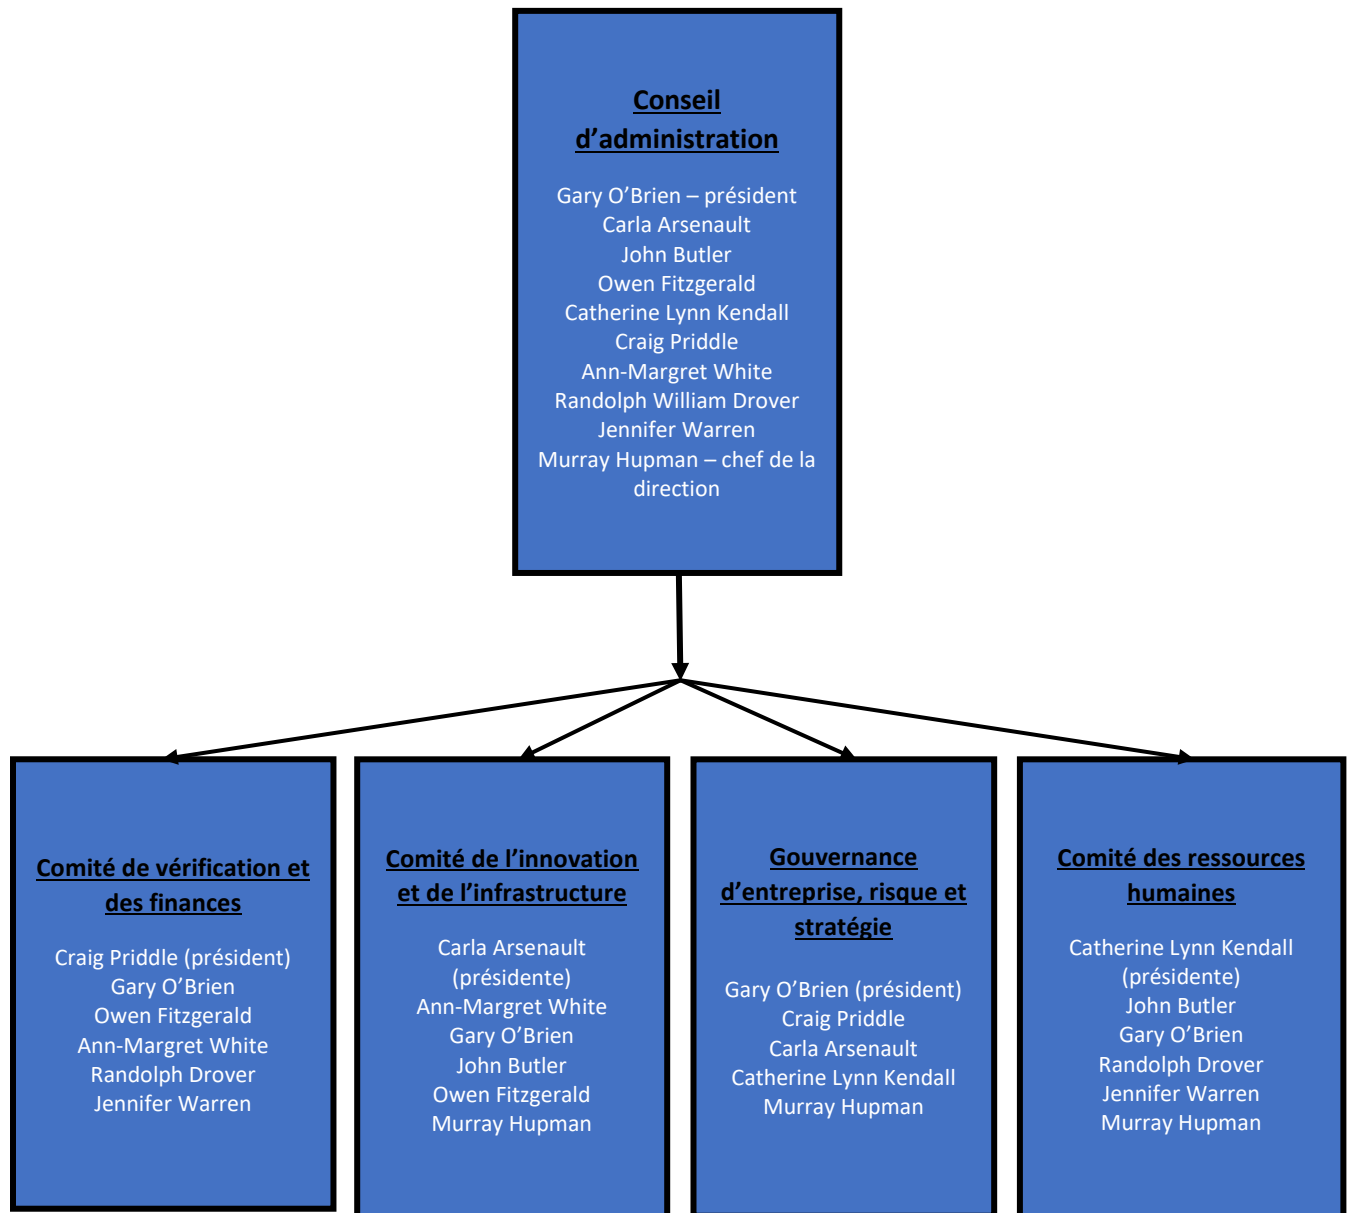 Conseil
d’administration
Gary O’Brien – président
Carla Arsenault
John Butler
Owen Fitzgerald
Catherine Lynn Kendall
Craig Priddle
Ann-Margret White
Randolph William Drover
Jennifer Warren
Murray Hupman – chef de la
direction
Comité de vérification et
des finances
Craig Priddle (président)
Gary O’Brien
Owen Fitzgerald
Ann-Margret White
Randolph Drover
Jennifer Warren
Comité de l’innovation
et de l’infrastructure
Carla Arsenault
(présidente)
Ann-Margret White
Gary O’Brien
John Butler
Owen Fitzgerald
Murray Hupman
Gouvernance
d’entreprise, risque et
stratégie
Gary O’Brien (président)
Craig Priddle
Carla Arsenault
Catherine Lynn Kendall
Murray Hupman
Comité des ressources
humaines
Catherine Lynn Kendall
(présidente)
John Butler
Gary O’Brien
Randolph Drover
Jennifer Warren
Murray Hupman